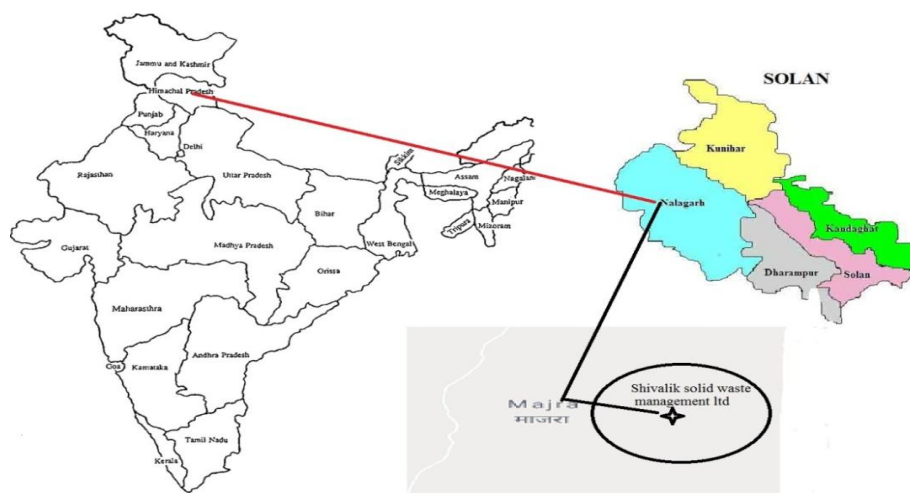 Jammu and Kashmir
Himachal Pradesh
Punjab
Haryana
Delhi
Rajasthan
Uttar Pradesh
Sikkim
Assam
Nagalan
Meghalaya
Manipur
Tripura
Mizoram
Bihar
West Bengal
Gujarat
Madhya Pradesh
Orissa
Maharasthra
Andhra Pradesh
Goa
Karnataka
Tamil Nadu
Kerala
SOLAN
Kunihar
Nalagarh
Kandaghat
Dharampur
Solan
Shivalik solid waste
management ltd
Majra
माजरा